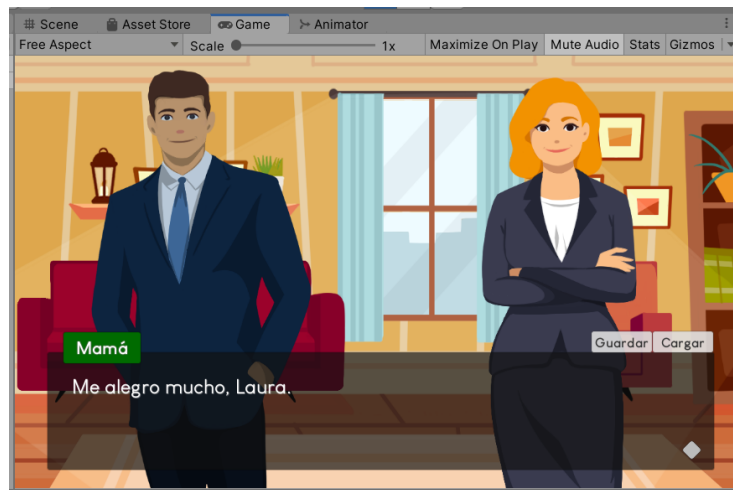 Scene Asset Store Game Animator
Free Aspect Scale 1x Maximize On Play Mute Audio Stats Gizmos
Mamá
Guardar Cargar
Me alegro mucho, Laura.